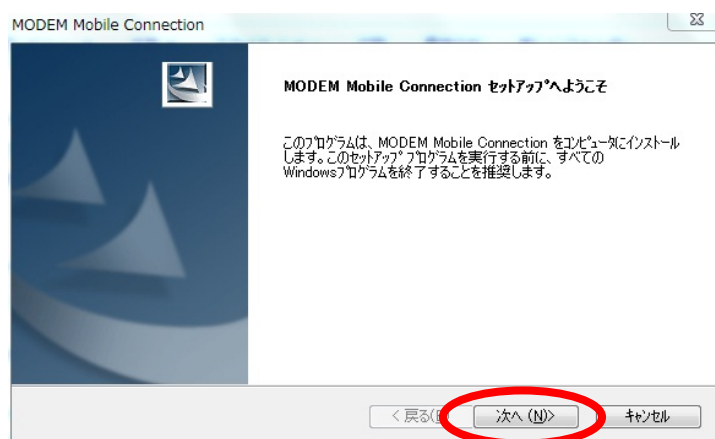 MODEM Mobile Connection
MODEM Mobile Connection ｾｯﾄｱｯﾌﾟへようこそ
このﾌﾟﾛｸﾞﾗﾑは、MODEM Mobile Connection をｺﾝﾋﾟｭｰﾀにインストール
します。このｾｯﾄｱｯﾌﾟ ﾌﾟﾛｸﾞﾗﾑを実行する前に、すべての
Windowsﾌﾟﾛｸﾞﾗﾑを終了することを推奨します。
< 戻る(
次へ (N)>
ｷｬﾝｾﾙ